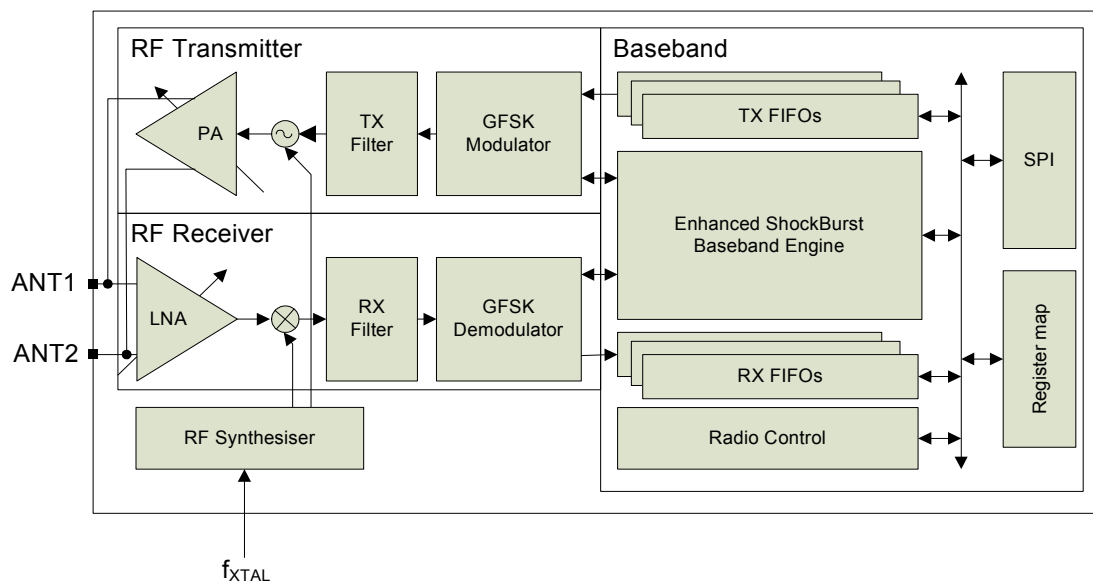 RF Transmitter
Baseband
PA
TX
Filter
GFSK
Modulator
TX FIFOs
SPI
Enhanced ShockBurst
Baseband Engine
RF Receiver
ANT1
LNA
RX
Filter
GFSK
Demodulator
ANT2
RX FIFOs
Register map
RF Synthesiser
Radio Control
fXTAL